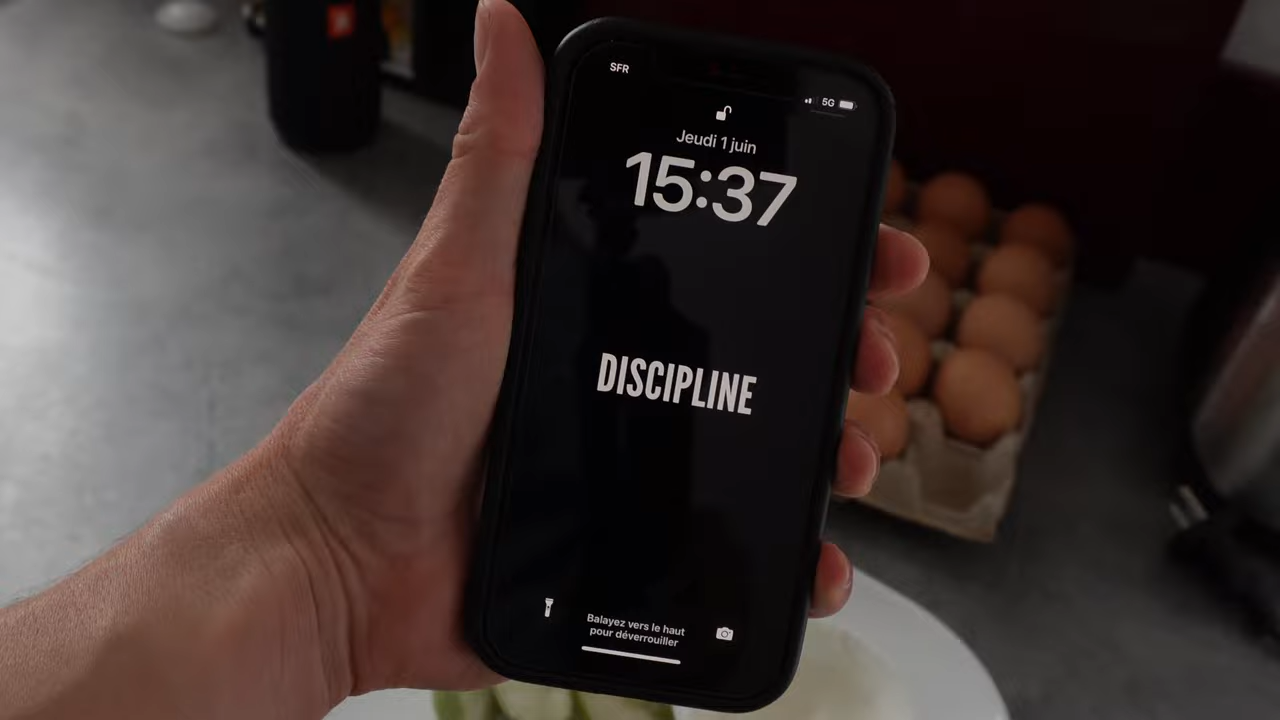 SFR
5G
Jeudi 1 juin
15:37
DISCIPLINE
Balayez vers le haut
pour déverrouiller